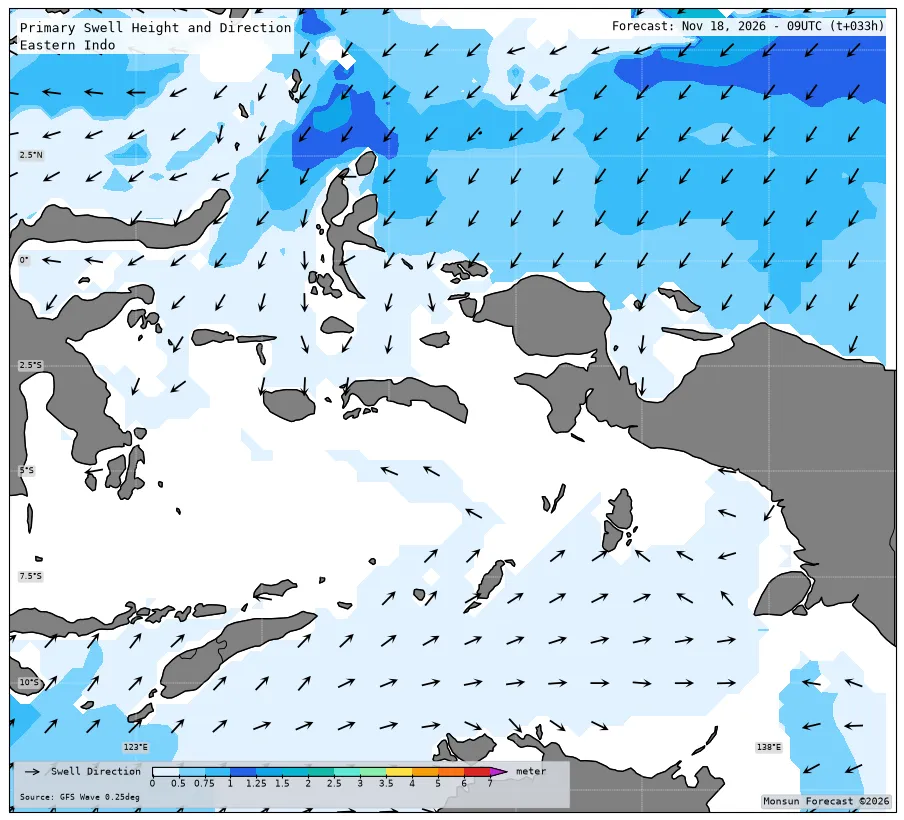 Primary Swell Height and Direction
Eastern Indo
Forecast: Nov 18, 2026 - 09UTC (t+033h)
2.5°N
0°
2.5°S
5°S
7.5°S
10°S
123°E
138°E
Swell Direction
0 0.5 0.75 1 1.25 1.5 2 2.5 3 3.5 4 5 6 7
meter
Source: GFS Wave 0.25deg
Monsun Forecast ©2026